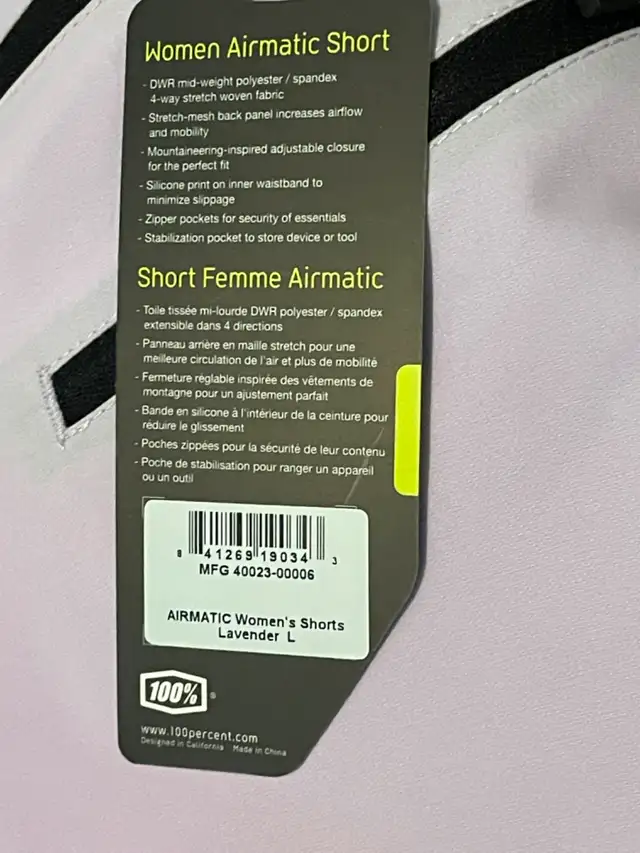 Women Airmatic Short
- DWR mid-weight polyester / spandex
4-way stretch woven fabric
- Stretch-mesh back panel increases airflow
and mobility
- Mountaineering-inspired adjustable closure
for the perfect fit
- Silicone print on inner waistband to
minimize slippage
- Zipper pockets for security of essentials
- Stabilization pocket to store device or tool
Short Femme Airmatic
- Toile tissée mi-lourde DWR polyester / spandex
extensible dans 4 directions
- Panneau arrière en maille stretch pour une
meilleure circulation de l'air et plus de mobilité
- Fermeture réglable inspirée des vêtements de
montagne pour un ajustement parfait
- Bande en silicone à l'intérieur de la ceinture pour
réduire le glissement
- Poches zippées pour la sécurité de leur contenu
- Poche de stabilisation pour ranger un appareil
ou un outil
8 41269 19034 3
MFG 40023-00006
AIRMATIC Women's Shorts
Lavender L
100% ®
www.100percent.com
Designed in California Made in China